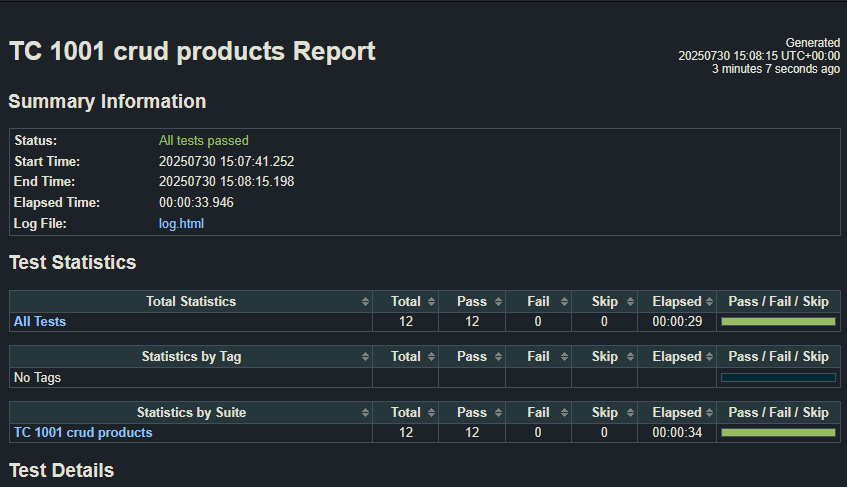 TC 1001 crud products Report
Generated
20250730 15:08:15 UTC+00:00
3 minutes 7 seconds ago
Summary Information
Status: All tests passed
Start Time: 20250730 15:07:41.252
End Time: 20250730 15:08:15.198
Elapsed Time: 00:00:33.946
Log File: log.html
Test Statistics
Total Statistics Total Pass Fail Skip Elapsed Pass / Fail / Skip
All Tests 12 12 0 0 00:00:29
Statistics by Tag Total Pass Fail Skip Elapsed Pass / Fail / Skip
No Tags
Statistics by Suite Total Pass Fail Skip Elapsed Pass / Fail / Skip
TC 1001 crud products 12 12 0 0 00:00:34
Test Details